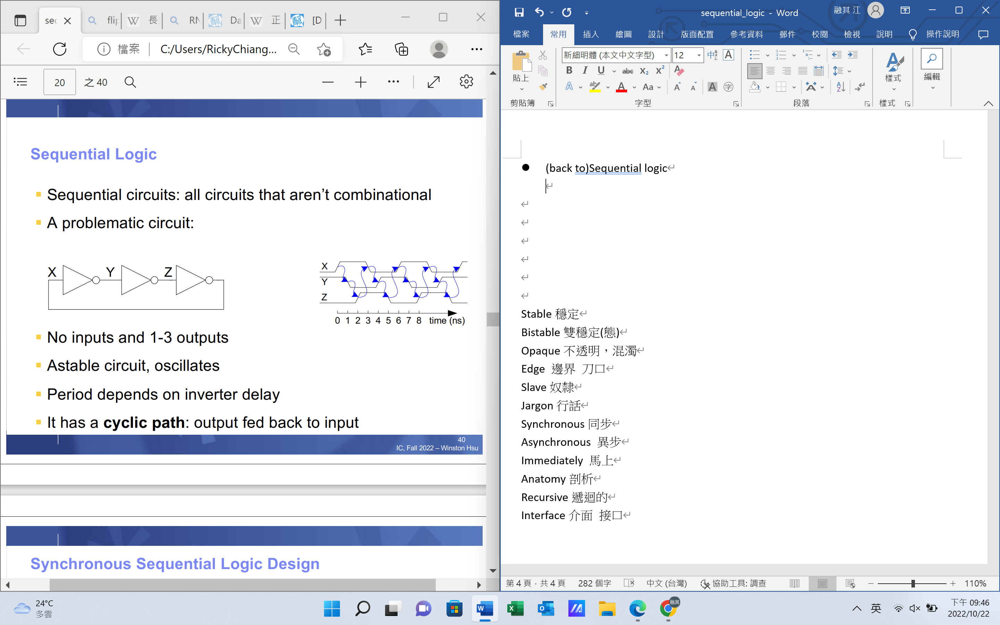 sec
flip
長
RN
Da
正
[D
檔案
C:/Users/RickyChiang...
20
之 40
Sequential Logic
Sequential circuits: all circuits that aren’t combinational
A problematic circuit:
X Y Z
X
Y
Z
0 1 2 3 4 5 6 7 8 time (ns)
No inputs and 1-3 outputs
Astable circuit, oscillates
Period depends on inverter delay
It has a cyclic path: output fed back to input
40
IC, Fall 2022 – Winston Hsu
Synchronous Sequential Logic Design
sequential_logic - Word
融其 江
檔案 常用 插入 繪圖 設計 版面配置 參考資料 郵件 校閱 檢視 說明 操作說明
貼上
剪貼簿
新細明體 (本文中文字型)
12
字型
段落
樣式
樣式
編輯
(back to)Sequential logic
Stable 穩定
Bistable 雙穩定(態)
Opaque 不透明，混濁
Edge 邊界 刀口
Slave 奴隸
Jargon 行話
Synchronous 同步
Asynchronous 異步
Immediately 馬上
Anatomy 剖析
Recursive 遞迴的
Interface 介面 接口
第 4 頁，共 4 頁 282 個字 中文 (台灣) 協助工具: 調查 110%
24°C
多雲
英
下午 09:46
2022/10/22